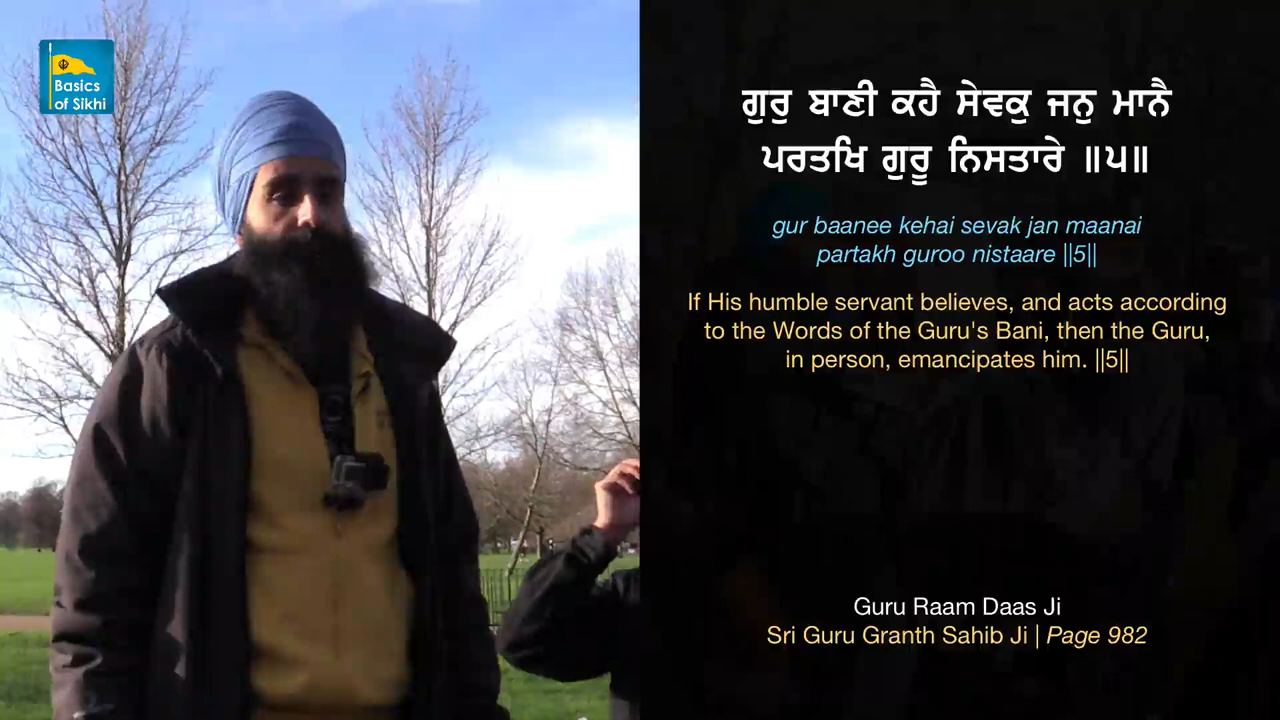 Basics
of Sikhi
ਗੁਰੁ ਬਾਣੀ ਕਹੈ ਸੇਵਕੁ ਜਨੁ ਮਾਨੈ
ਪਰਤਖਿ ਗੁਰੂ ਨਿਸਤਾਰੇ ॥੫॥
gur baanee kehai sevak jan maanai
partakh guroo nistaare ||5||
If His humble servant believes, and acts according
to the Words of the Guru's Bani, then the Guru,
in person, emancipates him. ||5||
Guru Raam Daas Ji
Sri Guru Granth Sahib Ji | Page 982